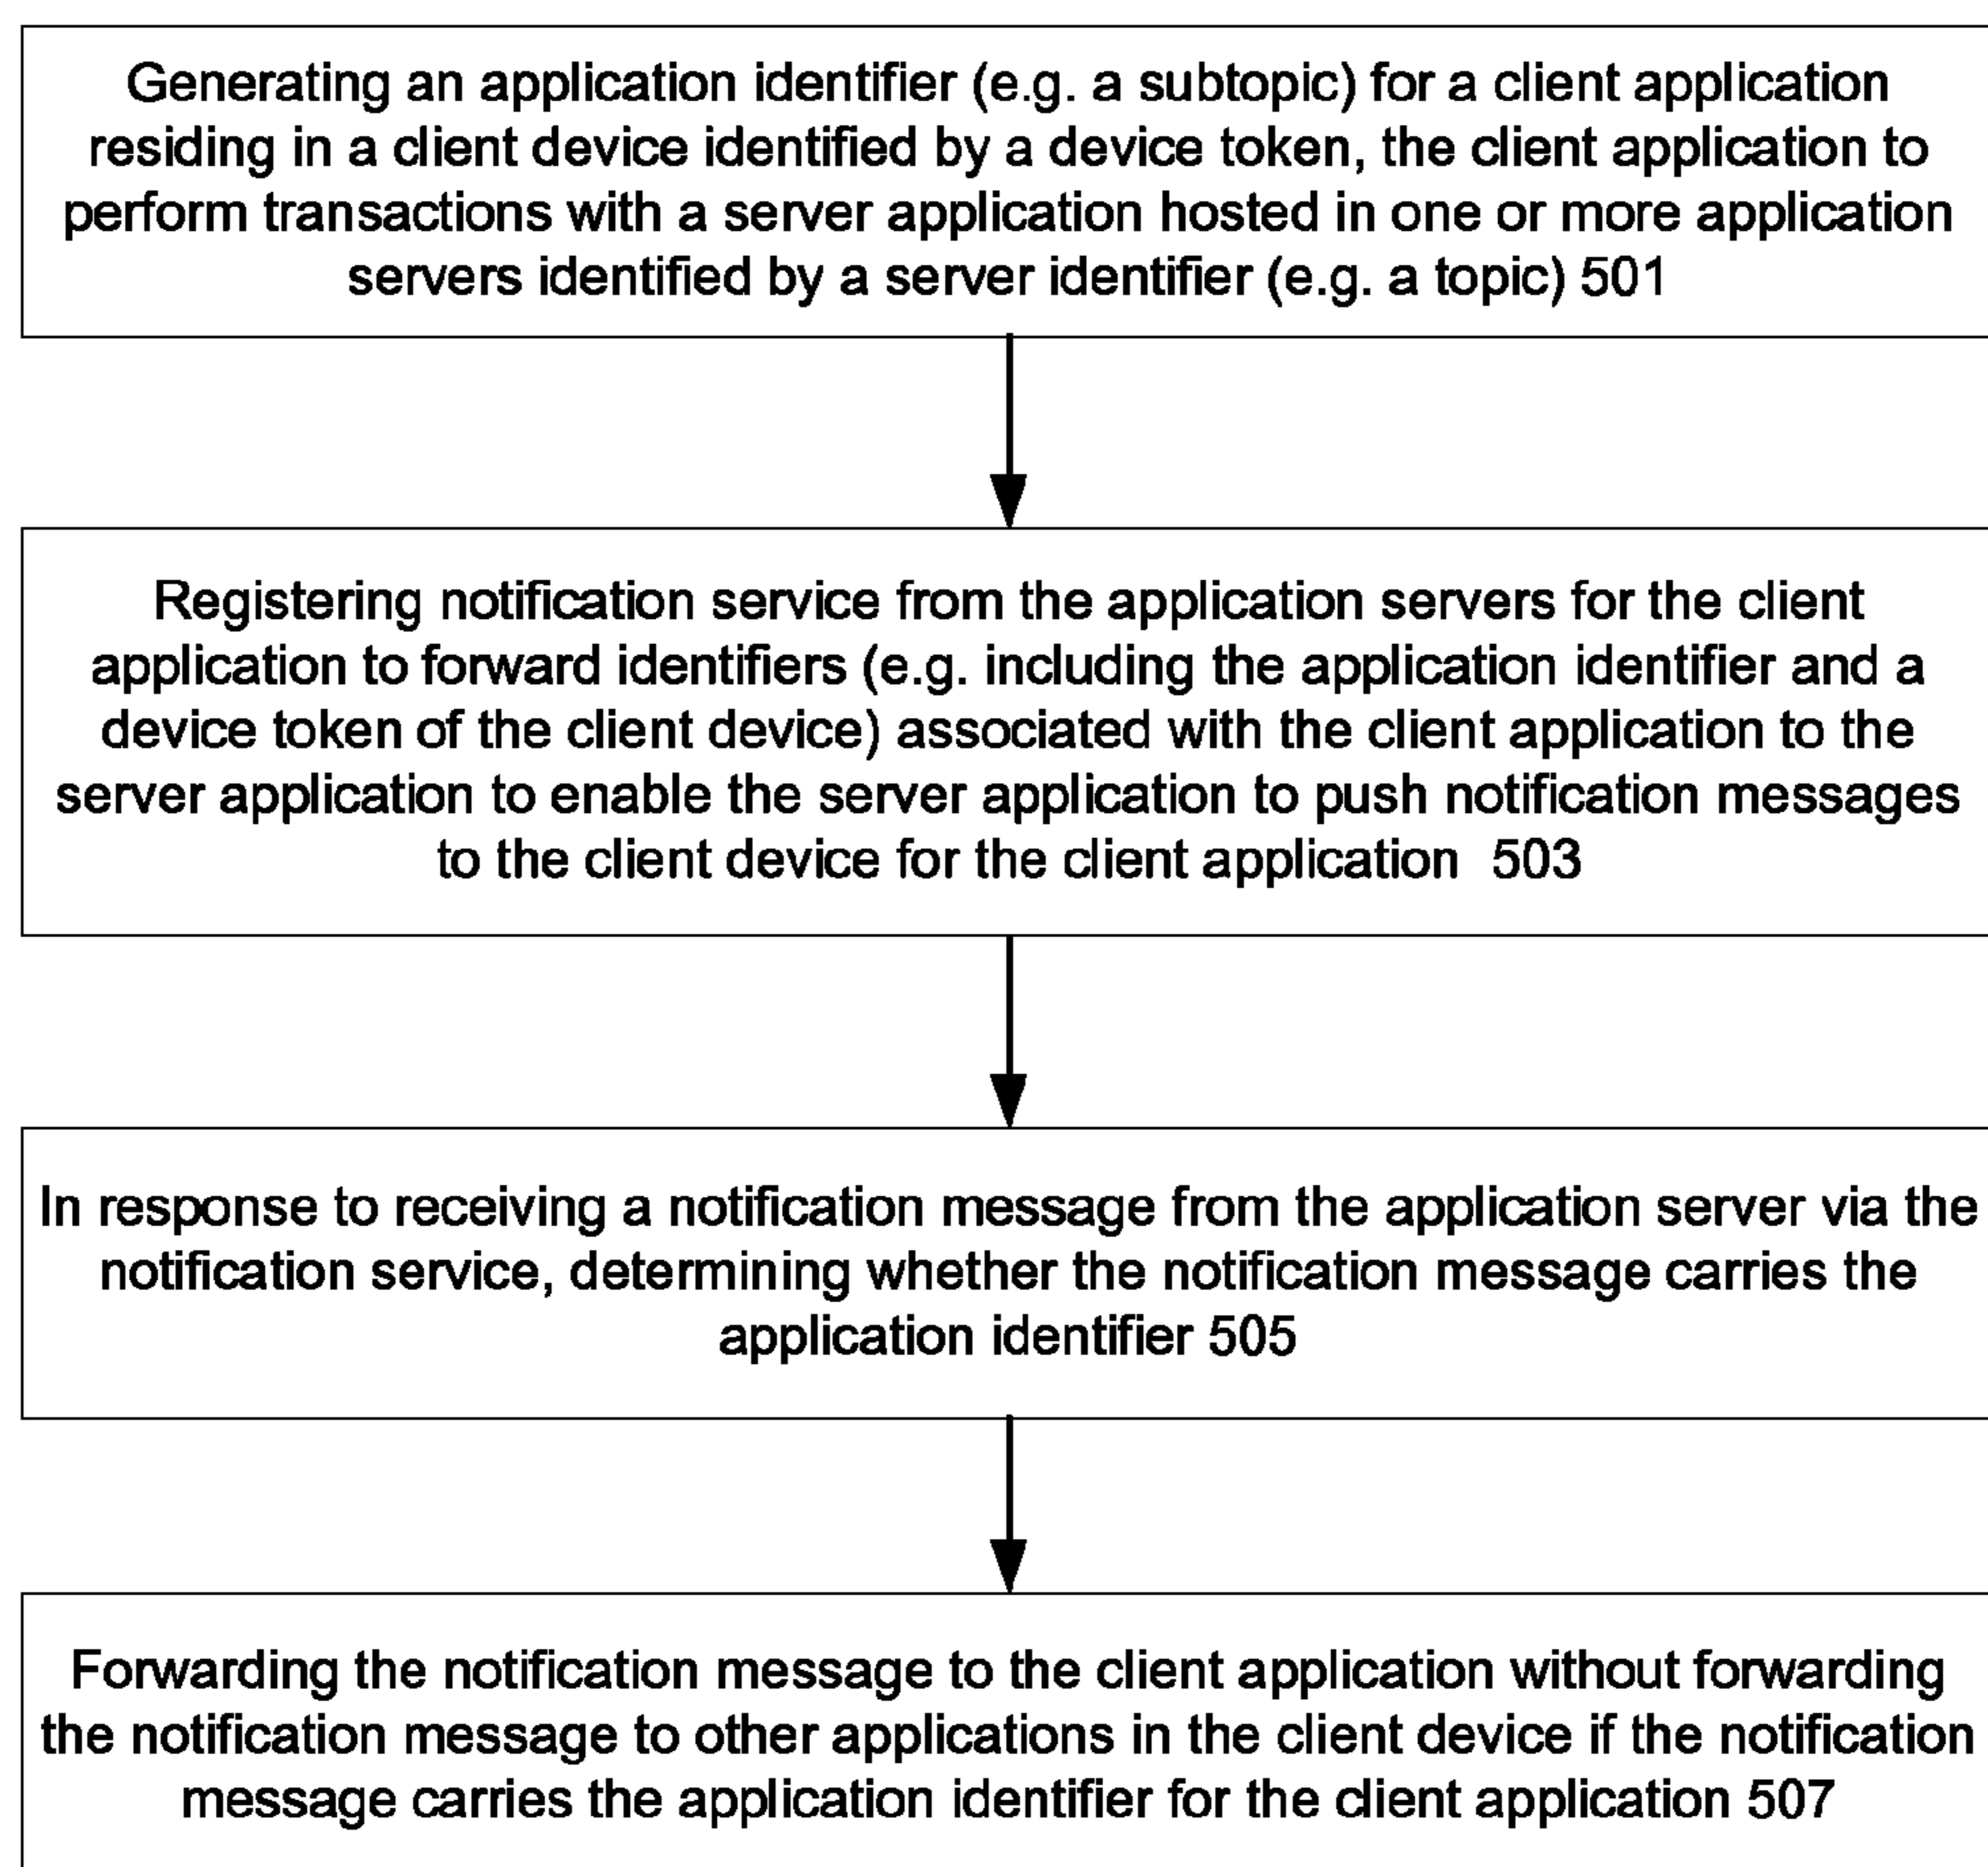 Generating an application identifier (e.g. a subtopic) for a client application
residing in a client device identified by a device token, the client application to
perform transactions with a server application hosted in one or more application
servers identified by a server identifier (e.g. a topic) 501
Registering notification service from the application servers for the client
application to forward identifiers (e.g. including the application identifier and a
device token of the client device) associated with the client application to the
server application to enable the server application to push notification messages
to the client device for the client application 503
In response to receiving a notification message from the application server via the
notification service, determining whether the notification message carries the
application identifier 505
Forwarding the notification message to the client application without forwarding
the notification message to other applications in the client device if the notification
message carries the application identifier for the client application 507